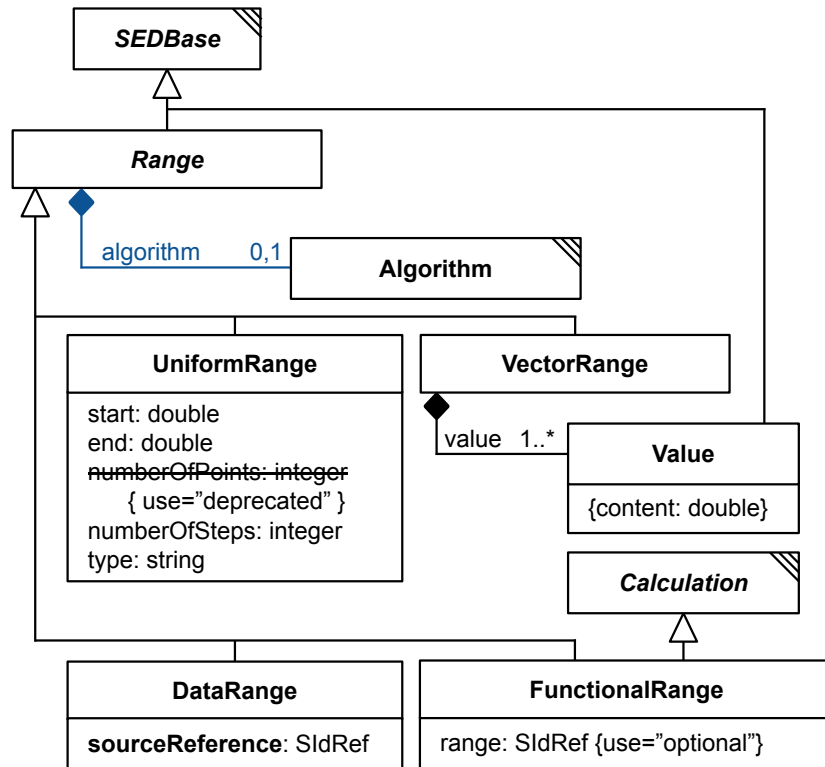 SEDBase
Range
algorithm 0,1
Algorithm
UniformRange
start: double
end: double
numberOfPoints: integer
{ use=”deprecated” }
numberOfSteps: integer
type: string
VectorRange
value 1..*
Value
{content: double}
Calculation
DataRange
sourceReference: SIdRef
FunctionalRange
range: SIdRef {use=”optional”}